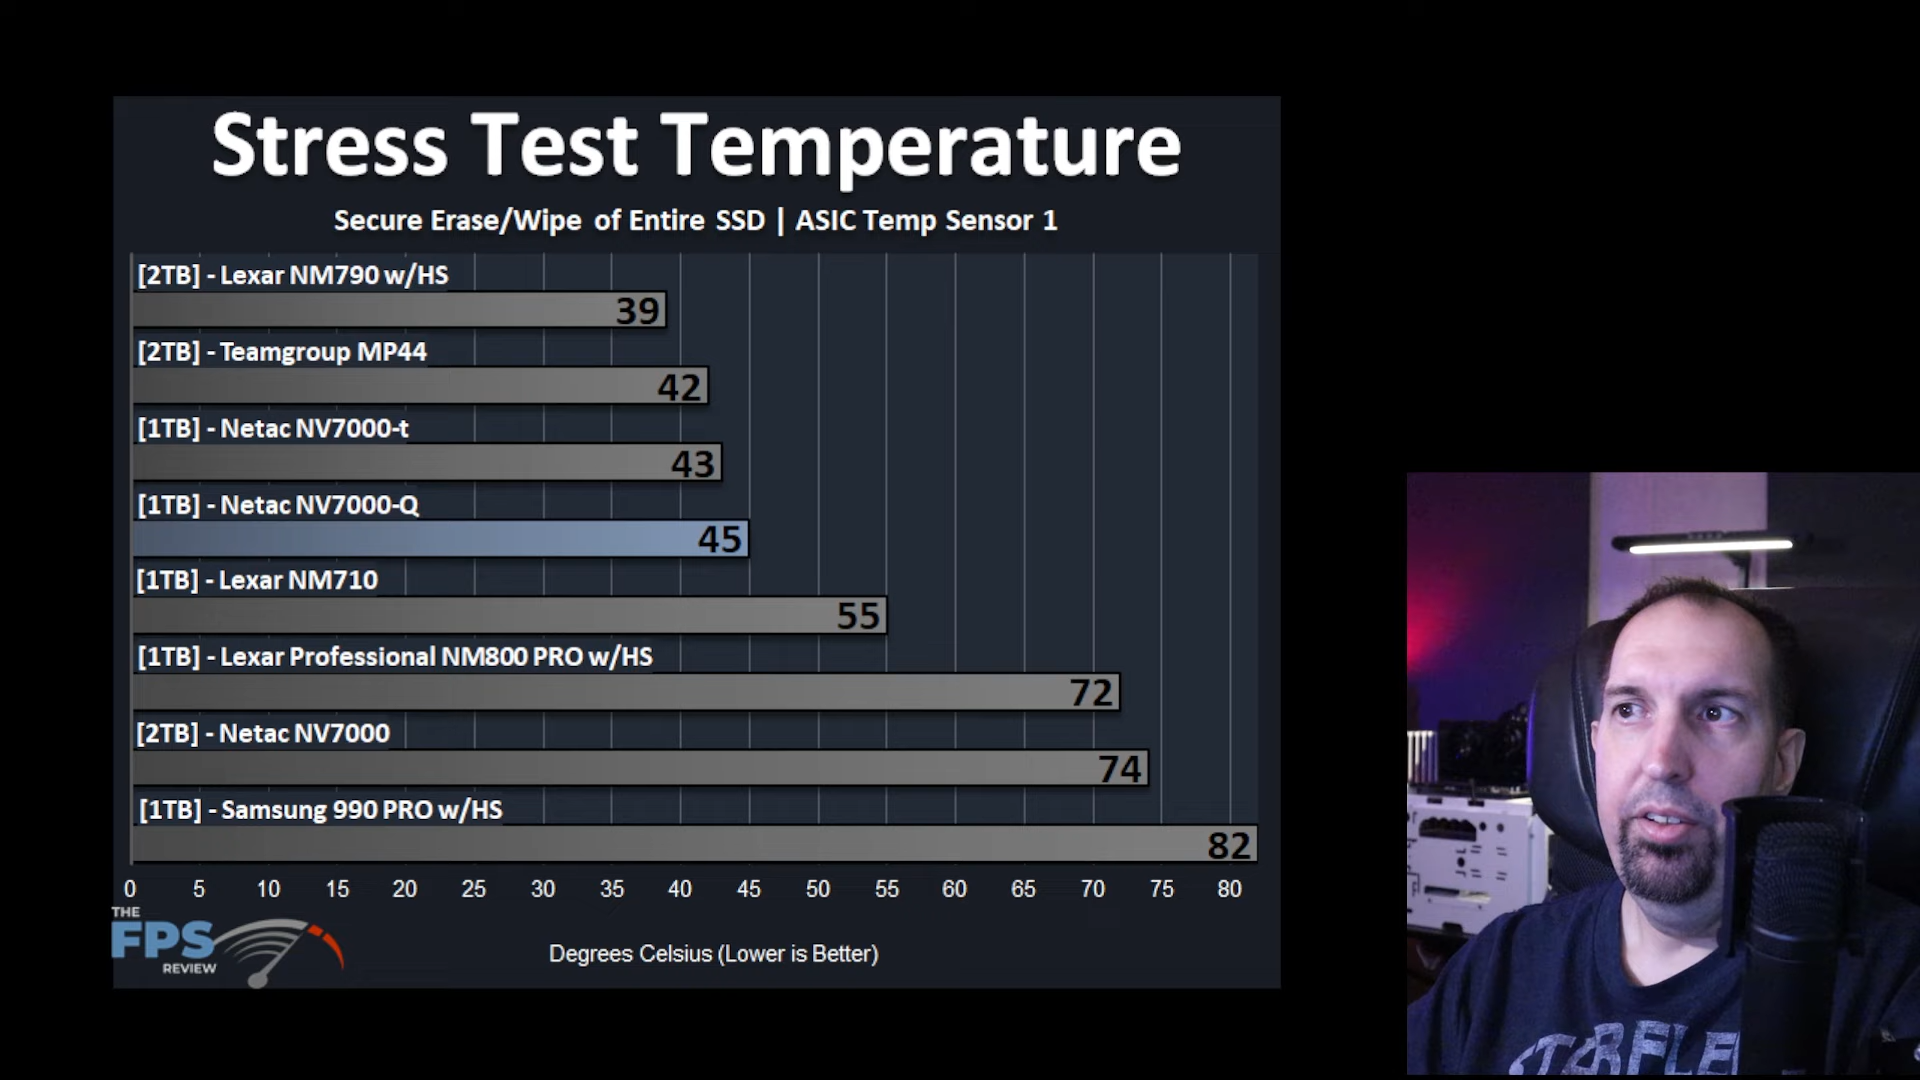 Stress Test Temperature
Secure Erase/Wipe of Entire SSD | ASIC Temp Sensor 1
[2TB] - Lexar NM790 w/HS
39
[2TB] - Teamgroup MP44
42
[1TB] - Netac NV7000-t
43
[1TB] - Netac NV7000-Q
45
[1TB] - Lexar NM710
55
[1TB] - Lexar Professional NM800 PRO w/HS
72
[2TB] - Netac NV7000
74
[1TB] - Samsung 990 PRO w/HS
82
0 5 10 15 20 25 30 35 40 45 50 55 60 65 70 75 80
Degrees Celsius (Lower is Better)
THE
FPS
REVIEW